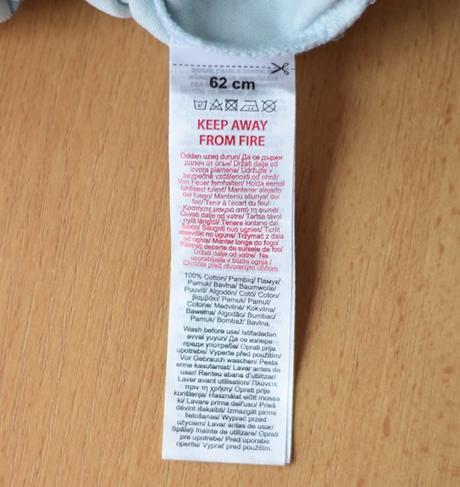 62 cm
KEEP AWAY
FROM FIRE
Oddan uzaq durun/ Да се държи
далеч от огън/ Držati dalje od
izvora plamena/ Udržujte v
bezpečné vzdálenosti od ohně/
Von Feuer fernhalten/ Hoida eemal
lahtisest tulest/ Mantener alejado
del fuego/ Manteniu allunyat
del foc/ Tenir à l'écart du feu/
Κρατήστε μακριά από τη φωτιά/
Čuvati dalje od vatre/ Tartsa távol
nyílt lángtól/ Tenere lontano dal
fuoco/ Saugoti nuo ugnies/ Turiet
atsevišķi no uguns/ Trzymać z dala
od ognia/ Manter longe do fogo/
Păstrați departe de sursele de foc/
Držati dalje od vatre/ Ne
uporabljajte v bližini ognja /
Chráňte pred otvoreným ohňom.
100% Cotton/ Pambıq/ Памук/
Pamuk/ Bavlna/ Baumwolle/
Puuvill/ Algodón/ Cotó/ Coton/
βαμβάκι/ Pamuk/ Pamut/
Cotone/ Medvilnė/ Kokvilna/
Bawełna/ Algodão/ Bumbac/
Pamuk/ Bombaž/ Bavlna.
Wash before use/ İstifadədən
əvvəl yuyun/ Да се изпере
преди употреба/ Oprati prije
upotrebe/ Vyperte před použitím/
Vor Gebrauch waschen/ Pesta
enne kasutamist/ Lavar antes de
usar/ Renteu abans d'utilitzar/
Laver avant utilisation/ Πλύνετε
πριν τη χρήση/ Oprati prije
korištenja/ Használat előtt mossa
ki/ Lavare prima dell'uso/ Prieš
dėvint išskalbti/ Izmazgāt pirms
lietošanas/ Wyprać przed
użyciem/ Lavar antes de usar/
Spălați înainte de utilizare/ Oprati
pre upotrebe/ Pred uporabo
operite/ Vyprať pred použitím.